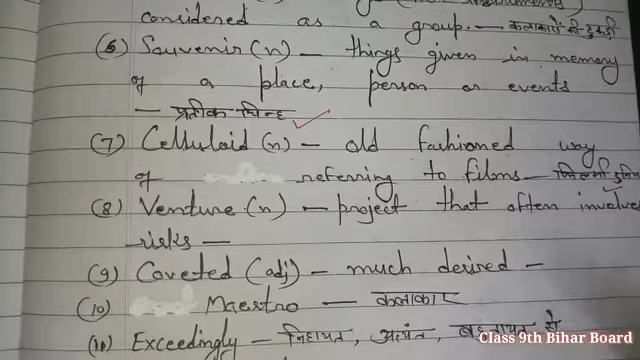 considered as a group. — कलाकारों की टुकड़ी
(6) Souvenir (n) — things given in memory
of a place, person or events
— प्रतीक चिन्ह
(7) Celluloid (n) — old fashioned way
of referring to films —
(8) Venture (n) — project that often involves
risks —
(9) Coveted (adj) — much desired —
(10) Maestro — कलाकार
(11) Exceedingly — निहायत, अत्यंत, बहुतायत से
Class 9th Bihar Board